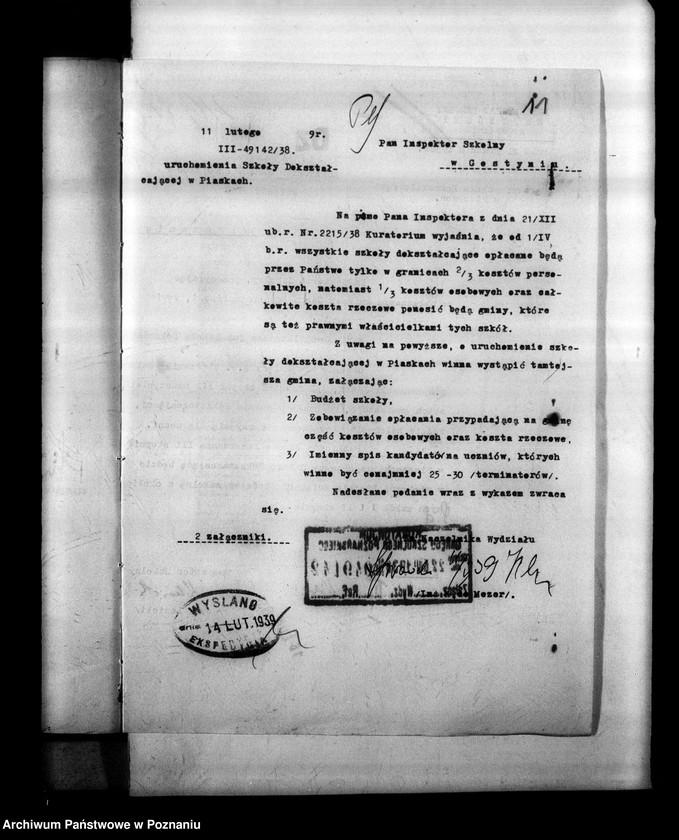 11
11 lutego 9r.
III-49142/38.
Pan Inspektor Szkolny
uruchomienia Szkoły Dokształ-
cającej w Piaskach.
w Gostyniu.
Na pismo Pana Inspektora z dnia 21/XII
ub.r. Nr.2215/38 Kuratorium wyjaśnia, że od 1/IV
b.r. wszystkie szkoły dokształcające opłacane będą
przez Państwo tylko w granicach 2/3 kosztów perso-
nalnych, natomiast 1/3 kosztów osobowych oraz cał-
kowite koszta rzeczowe ponosić będą gminy, które
są też prawnymi właścicielkami tych szkół.
Z uwagi na powyższe, o uruchomienie szko-
ły dokształcającej w Piaskach winna wystąpić tamtej-
sza gmina, załączając:
1/ Budżet szkoły,
2/ Zobowiązanie opłacania przypadającą na gminę
część kosztów osobowych oraz koszta rzeczowe,
3/ Imienny spis kandydatów na uczniów, których
winno być conajmniej 25 -30 /terminatorów/.
Nadesłane podanie wraz z wykazem zwraca
się.
2 załączniki.
Naczelnika Wydziału
Mezer/.
WYSŁANO
dnia 14 LUT. 1939
EKSPEDYCJA
Archiwum Państwowe w Poznaniu